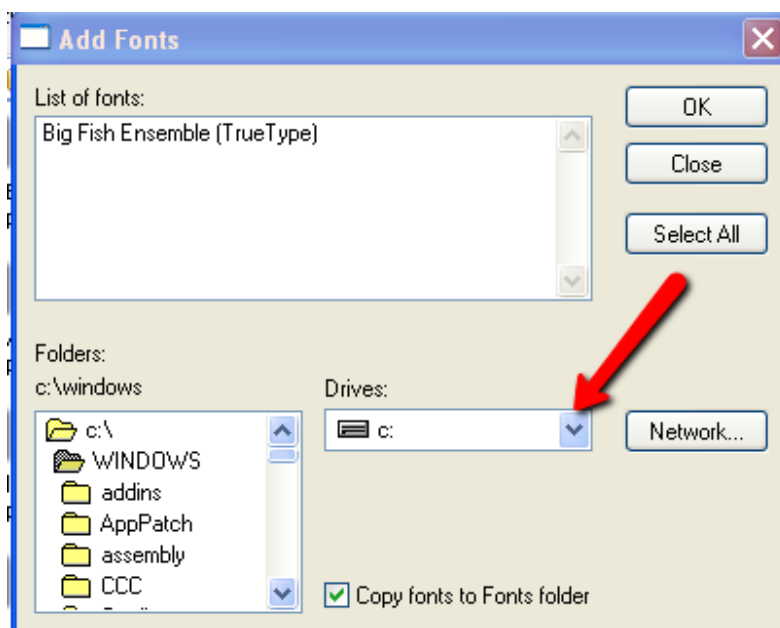 Add Fonts
List of fonts:
Big Fish Ensemble (TrueType)
OK
Close
Select All
Folders:
c:\windows
Drives:
c:\
WINDOWS
addins
AppPatch
assembly
CCC
c:
Network...
Copy fonts to Fonts folder